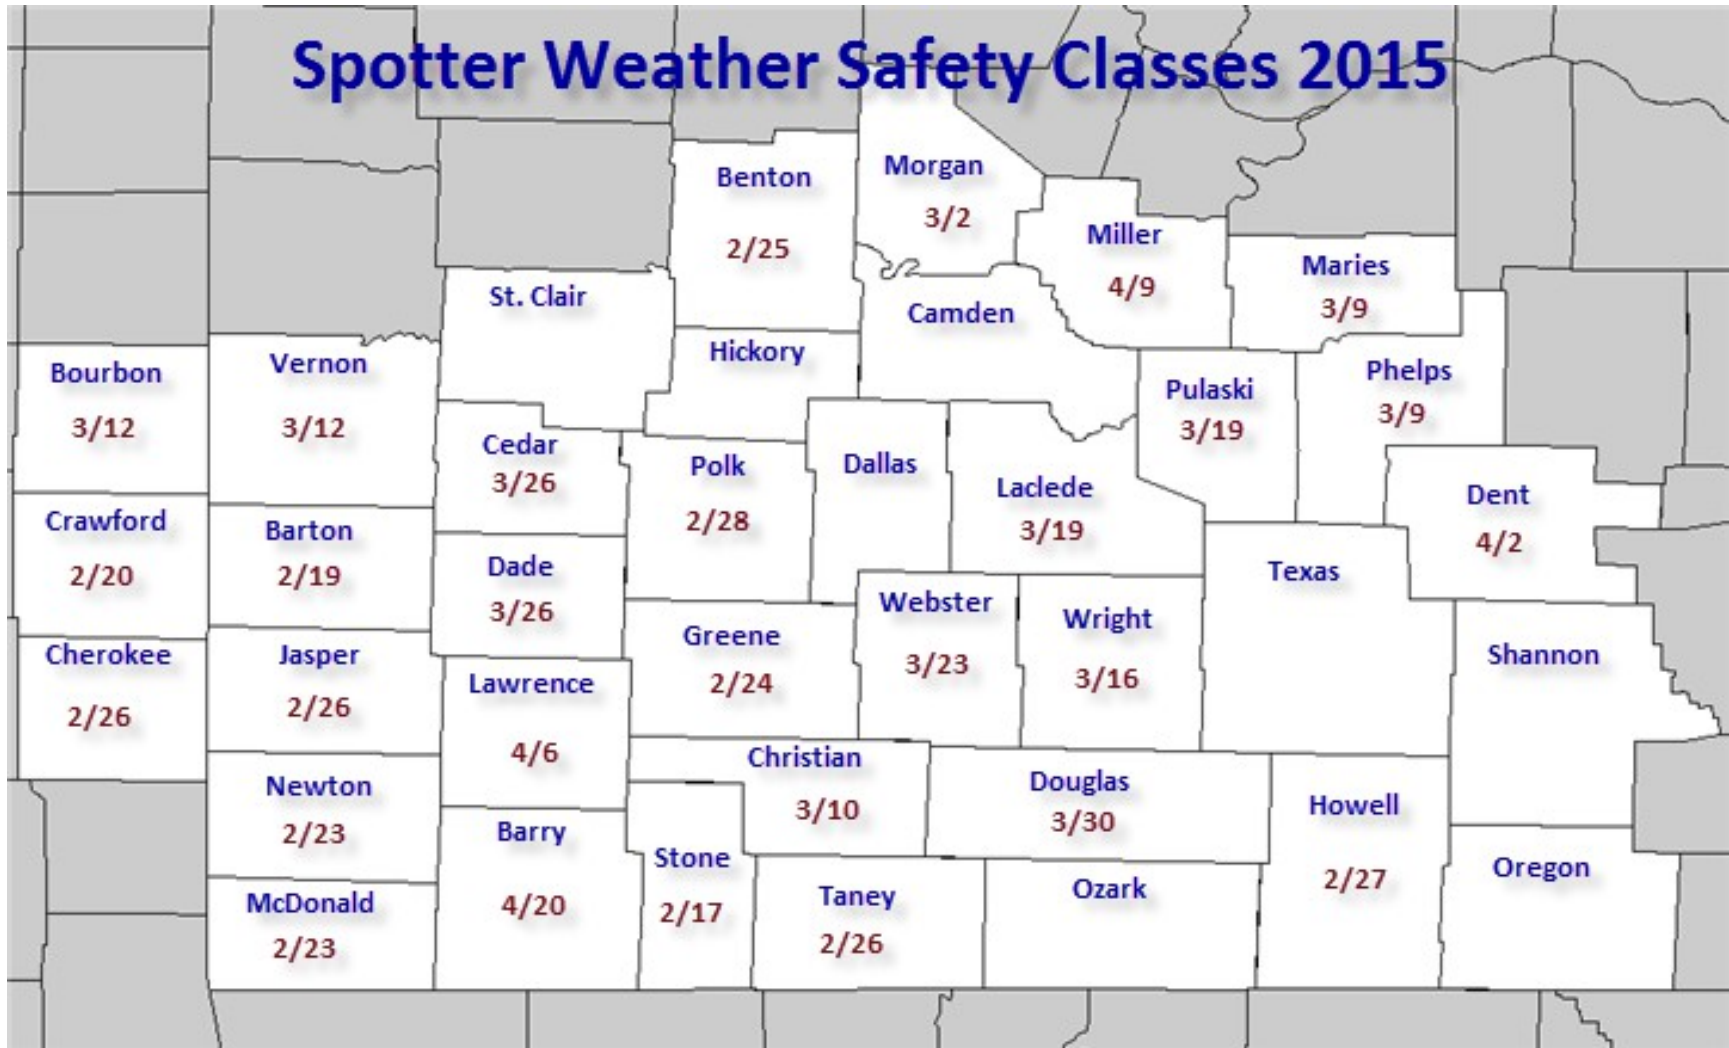 Spotter Weather Safety Classes 2015
Morgan
3/2
Benton
2/25
Miller
4/9
Maries
3/9
St. Clair
Camden
Hickory
Bourbon
3/12
Vernon
3/12
Pulaski
3/19
Phelps
3/9
Cedar
3/26
Polk
2/28
Dallas
Laclede
3/19
Dent
4/2
Crawford
2/20
Barton
2/19
Dade
3/26
Texas
Webster
3/23
Wright
3/16
Greene
2/24
Shannon
Cherokee
2/26
Jasper
2/26
Lawrence
4/6
Christian
3/10
Douglas
3/30
Howell
2/27
Newton
2/23
Barry
4/20
Stone
2/17
Oregon
McDonald
2/23
Taney
2/26
Ozark